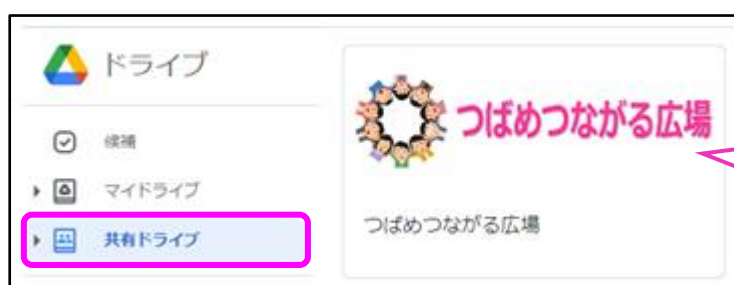 ドライブ
候補
マイドライブ
共有ドライブ
つばめつながる広場
つばめつながる広場